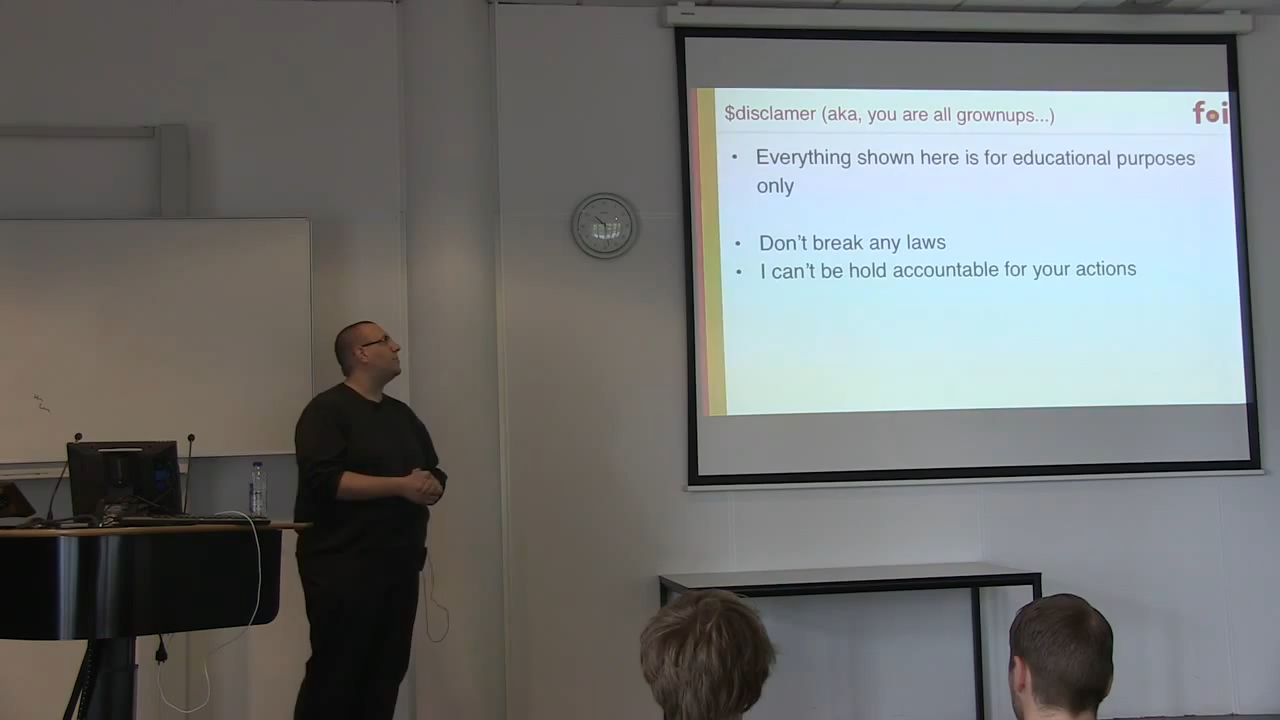 $disclamer (aka, you are all grownups...)
foi
• Everything shown here is for educational purposes
only
• Don't break any laws
• I can't be hold accountable for your actions